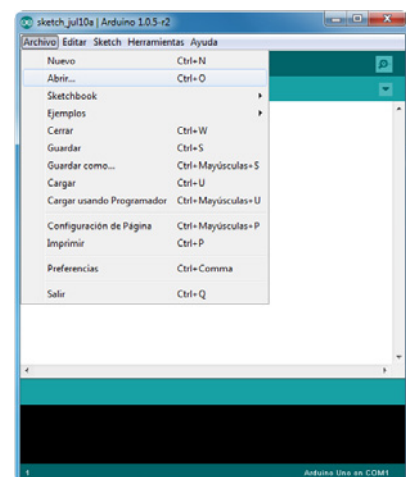 sketch_jul10a | Arduino 1.0.5-r2
Archivo Editar Sketch Herramientas Ayuda
Nuevo Ctrl+N
Abrir... Ctrl+O
Sketchbook
Ejemplos
Cerrar Ctrl+W
Guardar Ctrl+S
Guardar como... Ctrl+Mayúsculas+S
Cargar Ctrl+U
Cargar usando Programador Ctrl+Mayúsculas+U
Configuración de Página Ctrl+Mayúsculas+P
Imprimir Ctrl+P
Preferencias Ctrl+Comma
Salir Ctrl+Q
1 Arduino Uno en COM1